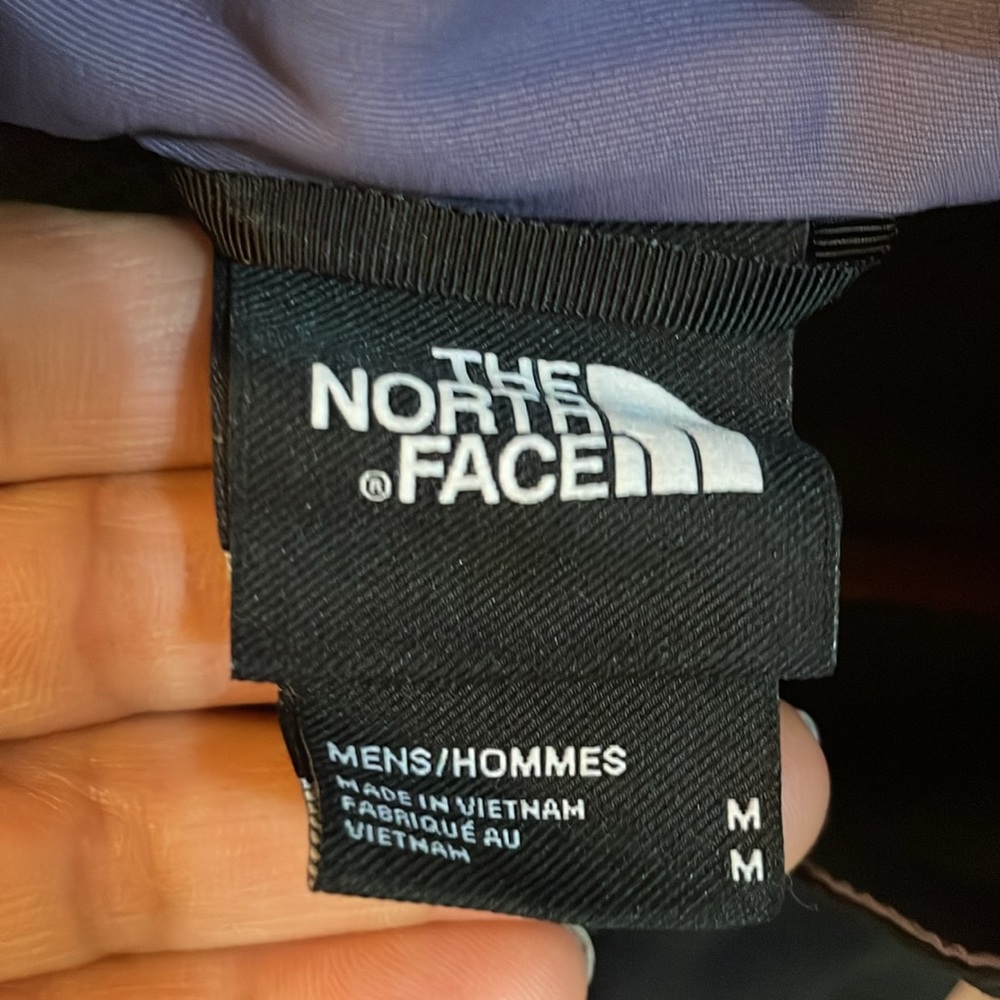 THE
NORTH
® FACE
MENS/HOMMES
MADE IN VIETNAM
FABRIQUÉ AU
VIETNAM
M
M